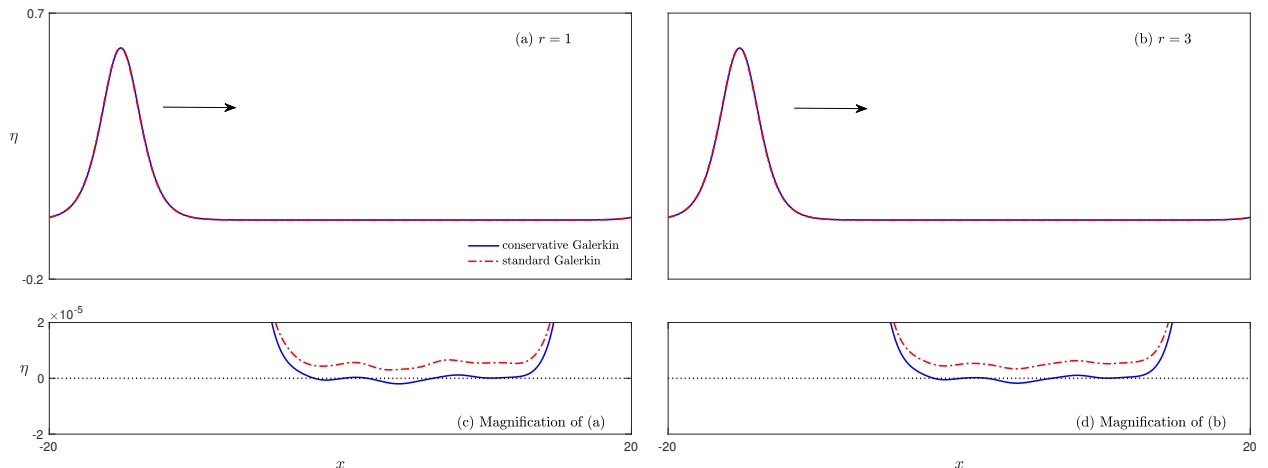 0.7
(a) r = 1
(b) r = 3
η
conservative Galerkin
standard Galerkin
-0.2
×10^-5
2
η
0
(c) Magnification of (a)
(d) Magnification of (b)
-2
-20
20
-20
20
x
x